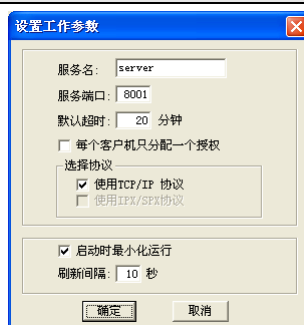 设置工作参数
服务名: server
服务端口: 8001
默认超时: 20 分钟
每个客户机只分配一个授权
选择协议
使用TCP/IP 协议
使用IPX/SPX协议
启动时最小化运行
刷新间隔: 10 秒
确定 取消